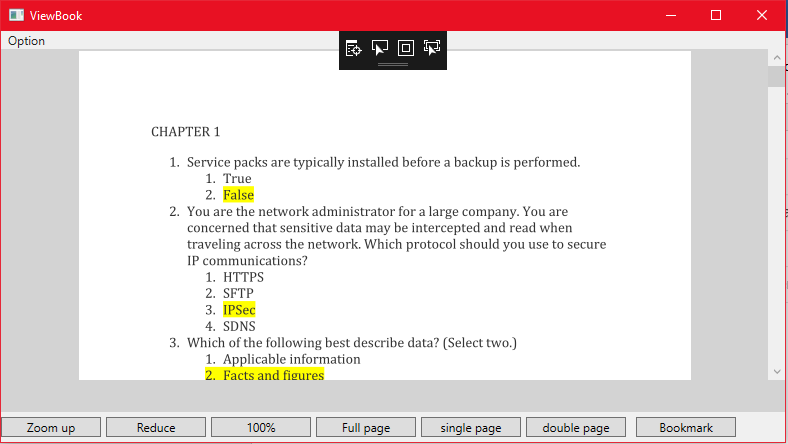 ViewBook
Option
CHAPTER 1
1. Service packs are typically installed before a backup is performed.
1. True
2. False
2. You are the network administrator for a large company. You are
concerned that sensitive data may be intercepted and read when
traveling across the network. Which protocol should you use to secure
IP communications?
1. HTTPS
2. SFTP
3. IPSec
4. SDNS
3. Which of the following best describe data? (Select two.)
1. Applicable information
2. Facts and figures
Zoom up Reduce 100% Full page single page double page Bookmark